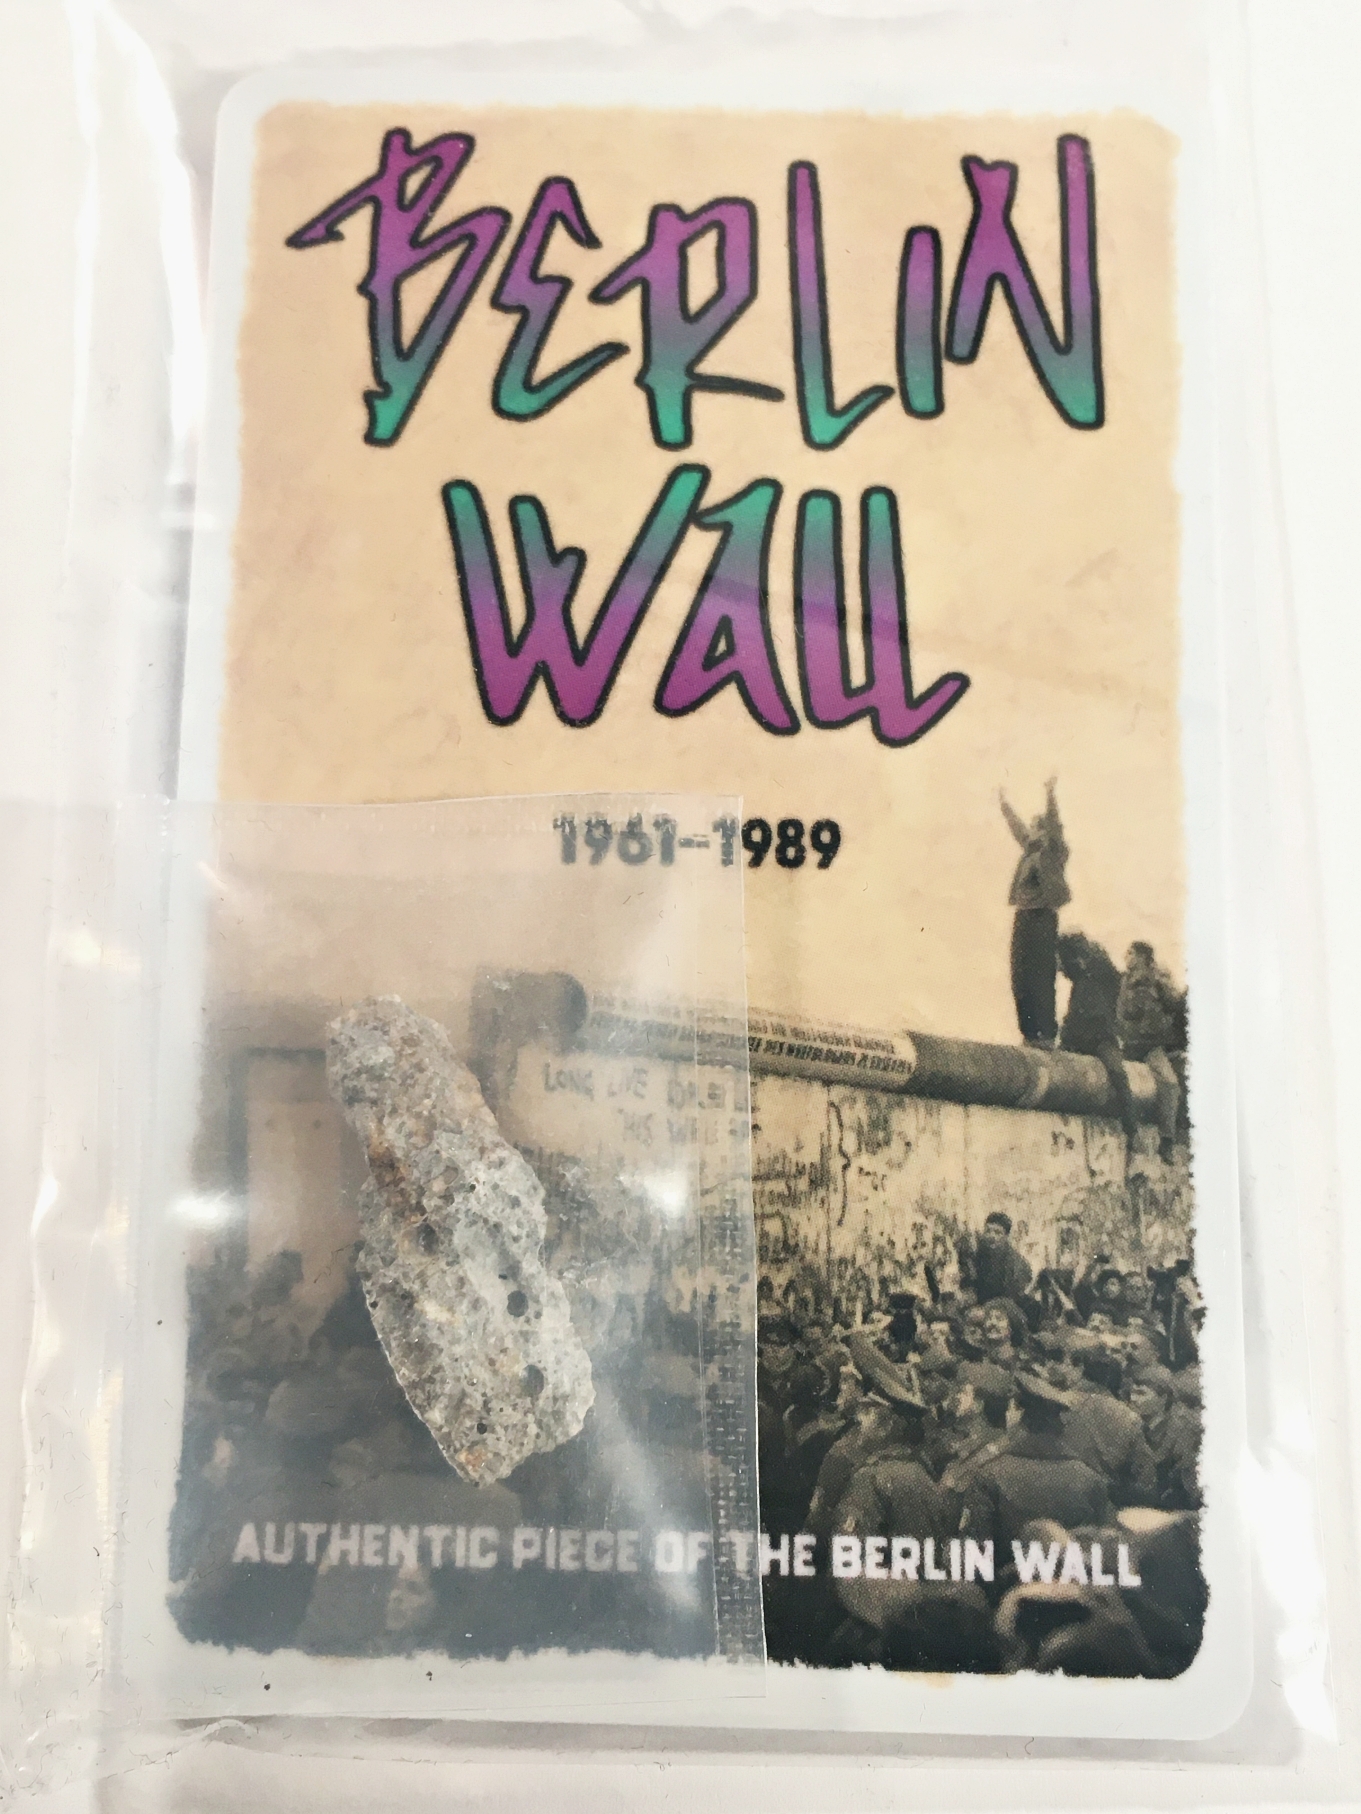 BERLIN
WALL
1961–1989
LONG LIVE
AUTHENTIC PIECE OF THE BERLIN WALL